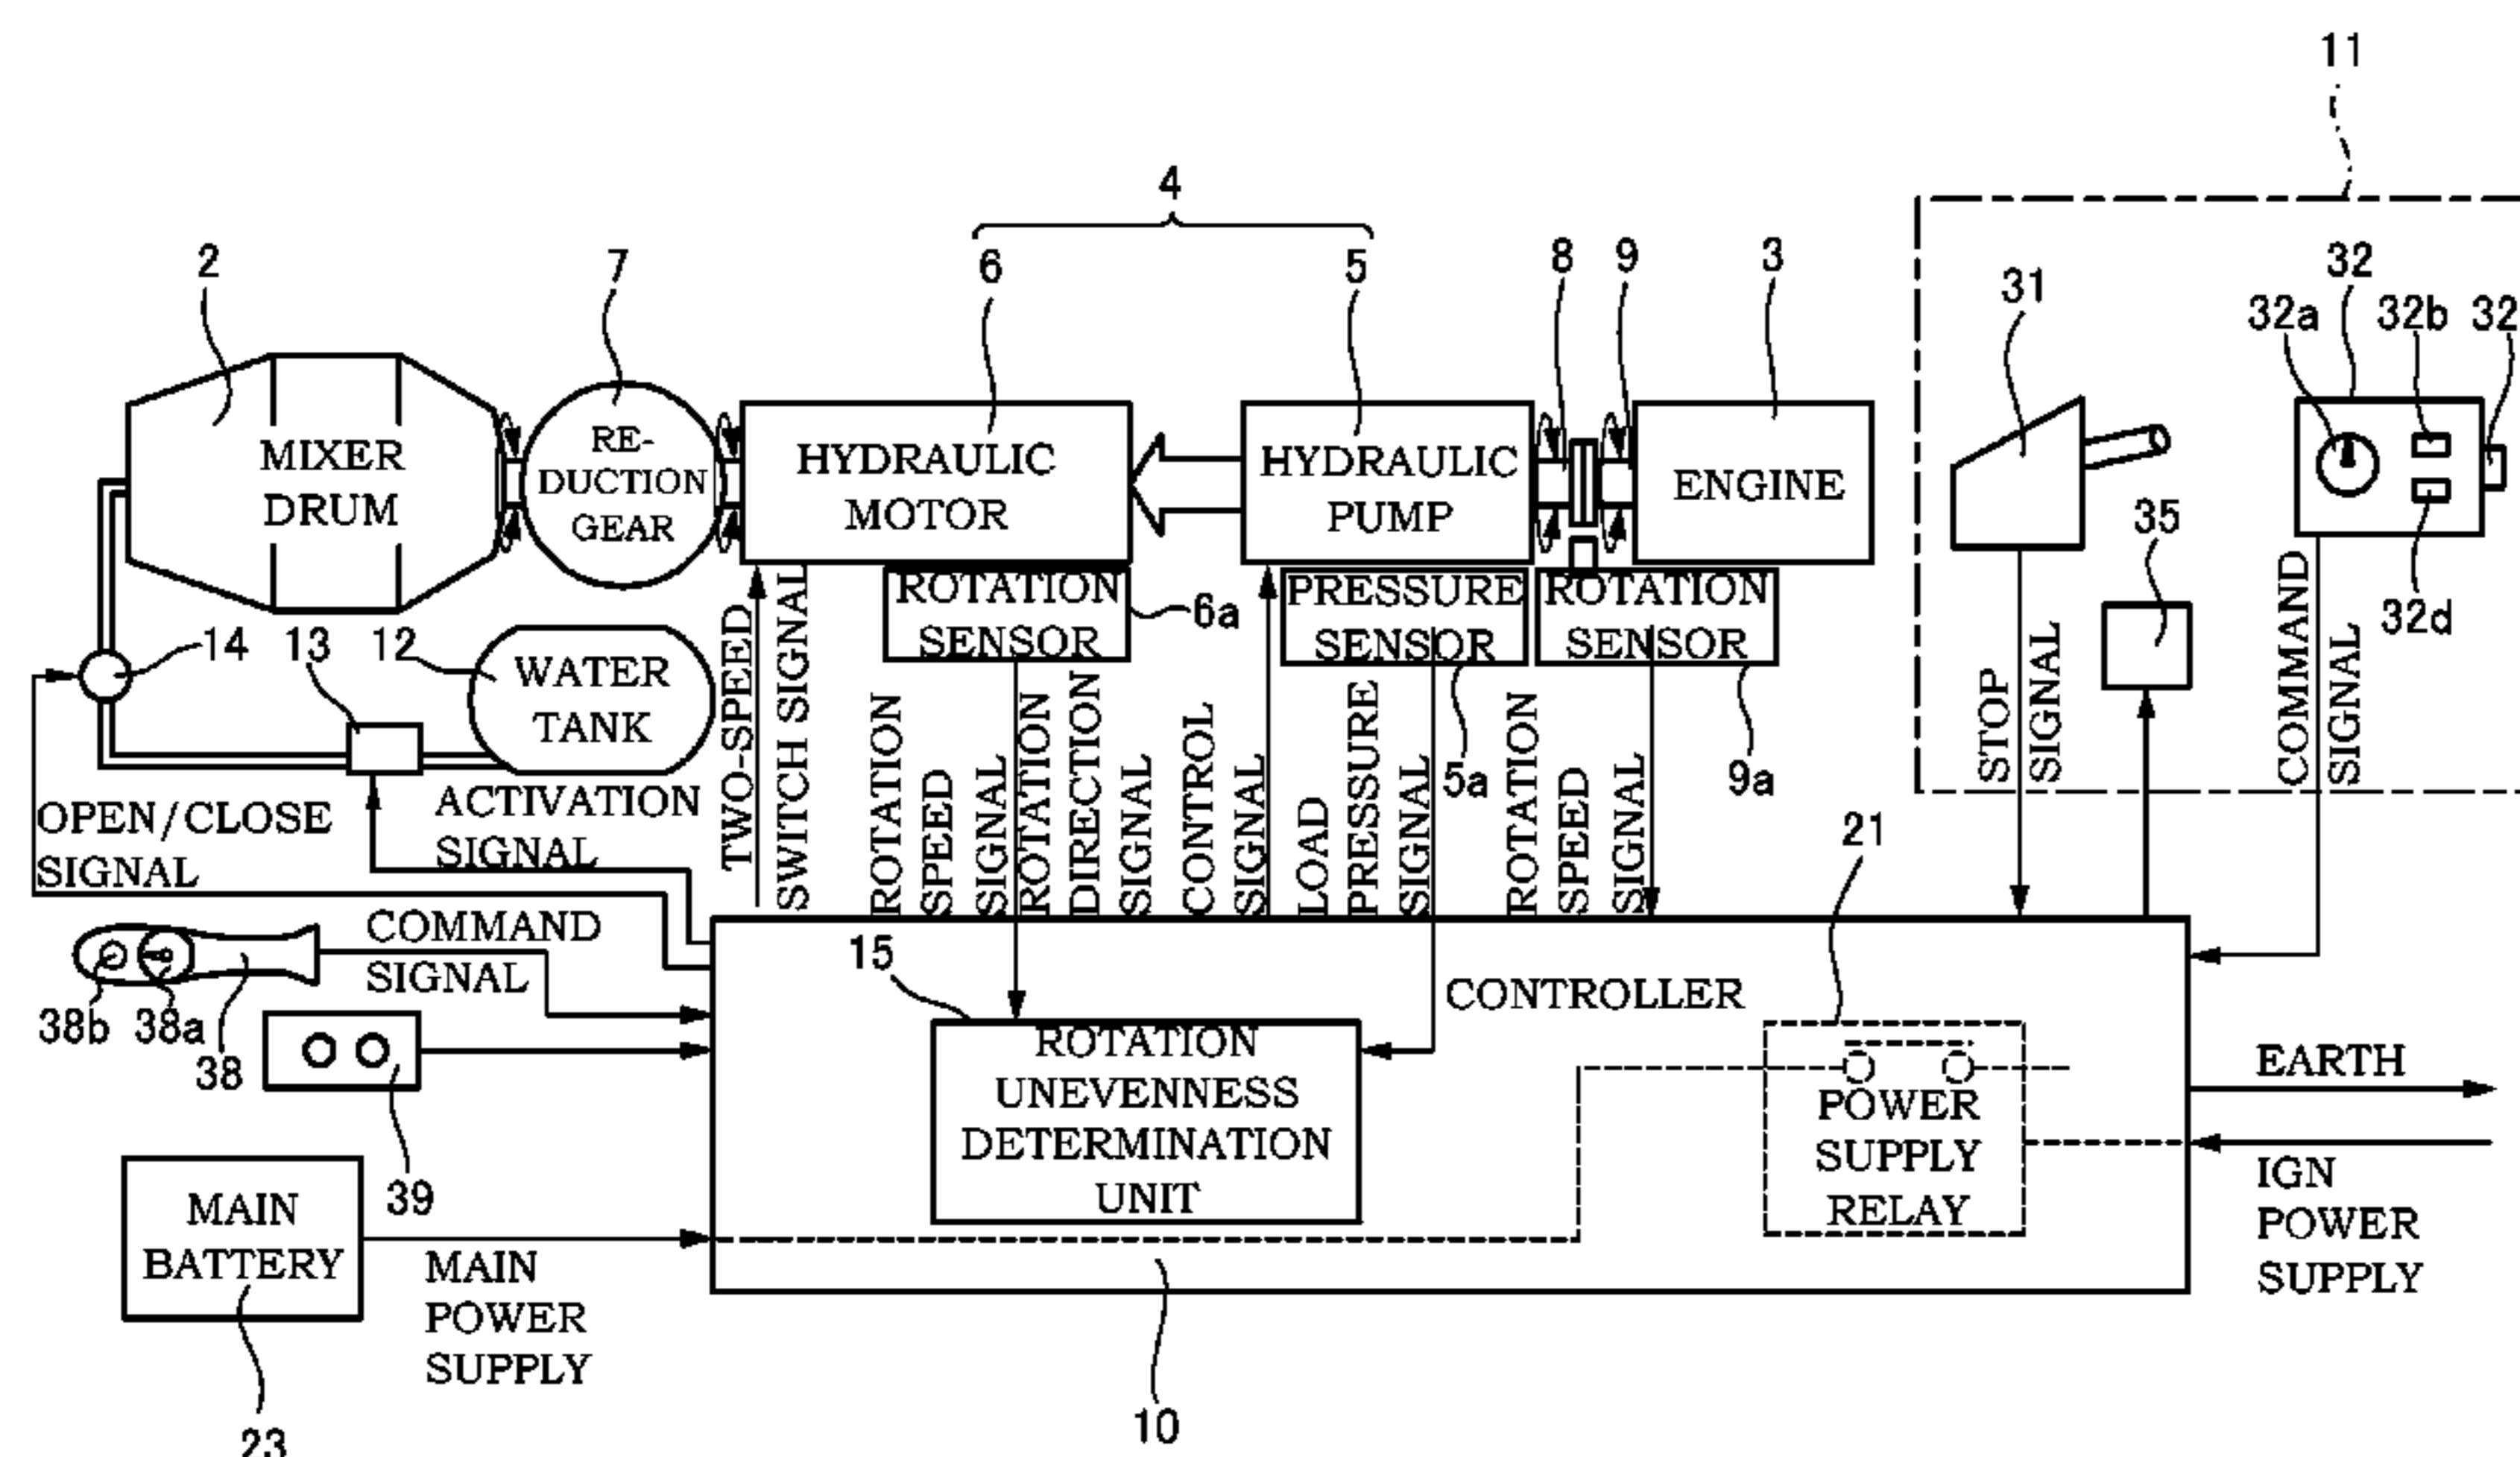 11
4
2
7
6
5
8
9
3
31
32
32a
32b
32
MIXER
DRUM
RE-
DUCTION
GEAR
HYDRAULIC
MOTOR
HYDRAULIC
PUMP
ENGINE
35
32d
ROTATION
SENSOR
6a
PRESSURE
SENSOR
5a
ROTATION
SENSOR
9a
14
13
12
WATER
TANK
OPEN/CLOSE
SIGNAL
ACTIVATION
SIGNAL
TWO-SPEED
SWITCH SIGNAL
ROTATION
SPEED
SIGNAL
ROTATION
DIRECTION
SIGNAL
CONTROL
SIGNAL
LOAD
PRESSURE
SIGNAL
ROTATION
SPEED
SIGNAL
STOP
SIGNAL
COMMAND
SIGNAL
21
COMMAND
SIGNAL
38b
38a
38
39
15
CONTROLLER
ROTATION
UNEVENNESS
DETERMINATION
UNIT
POWER
SUPPLY
RELAY
EARTH
IGN
POWER
SUPPLY
MAIN
BATTERY
MAIN
POWER
SUPPLY
23
10